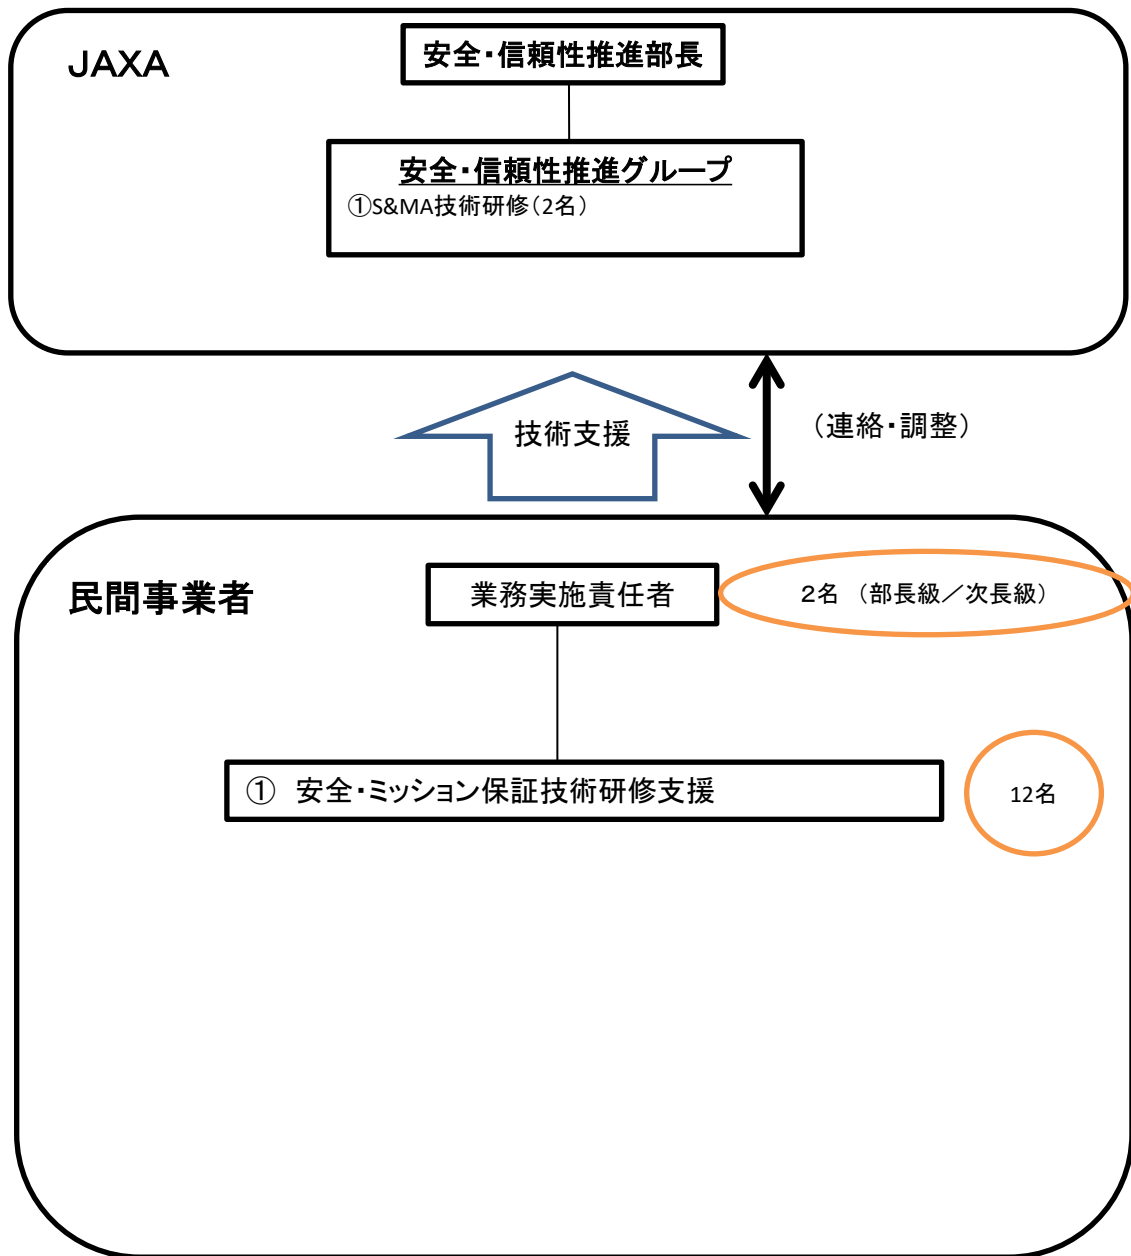 JAXA
安全・信頼性推進部長
安全・信頼性推進グループ
①S&MA技術研修(2名)
技術支援
(連絡・調整)
民間事業者
業務実施責任者
2名 (部長級／次長級)
① 安全・ミッション保証技術研修支援
12名